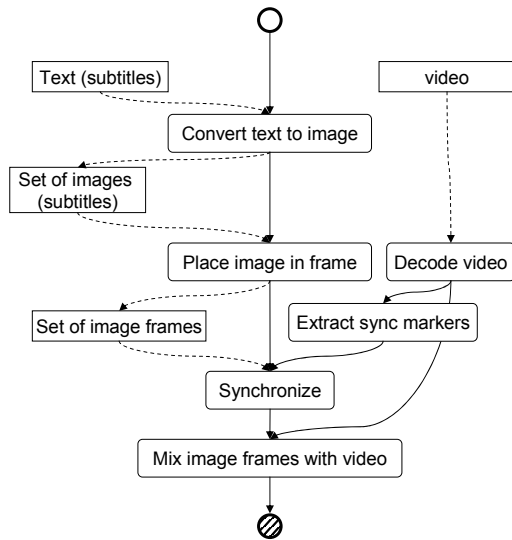 Text (subtitles)
video
Convert text to image
Set of images
(subtitles)
Place image in frame
Decode video
Set of image frames
Extract sync markers
Synchronize
Mix image frames with video